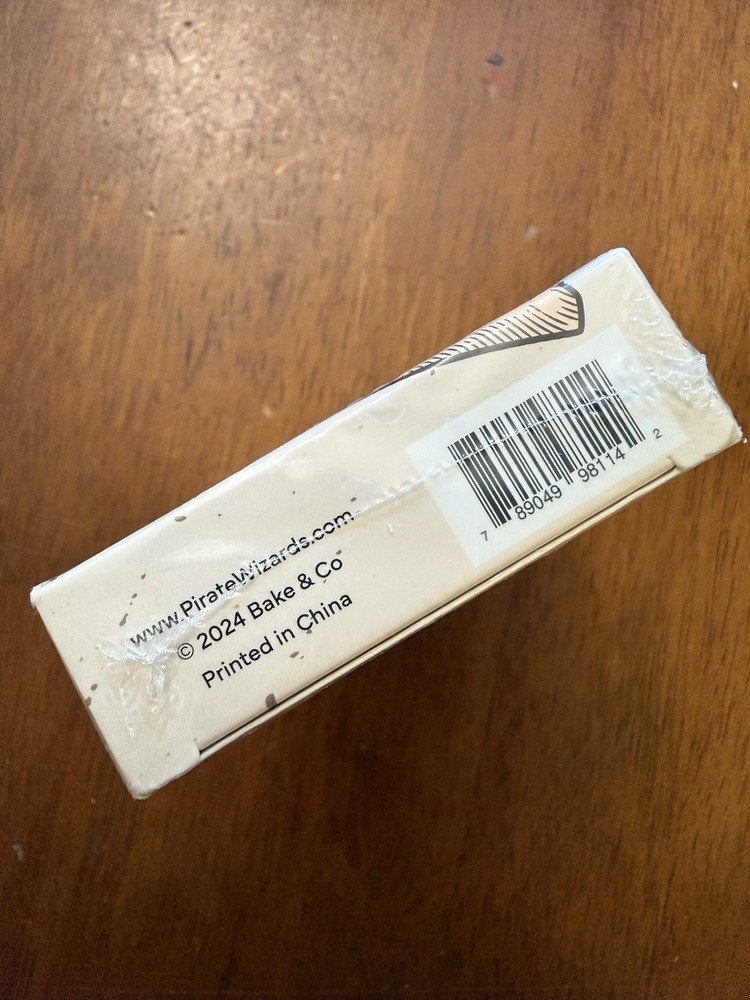 www.PirateWizards.com
© 2024 Bake & Co
Printed in China
7 89049 98114 2